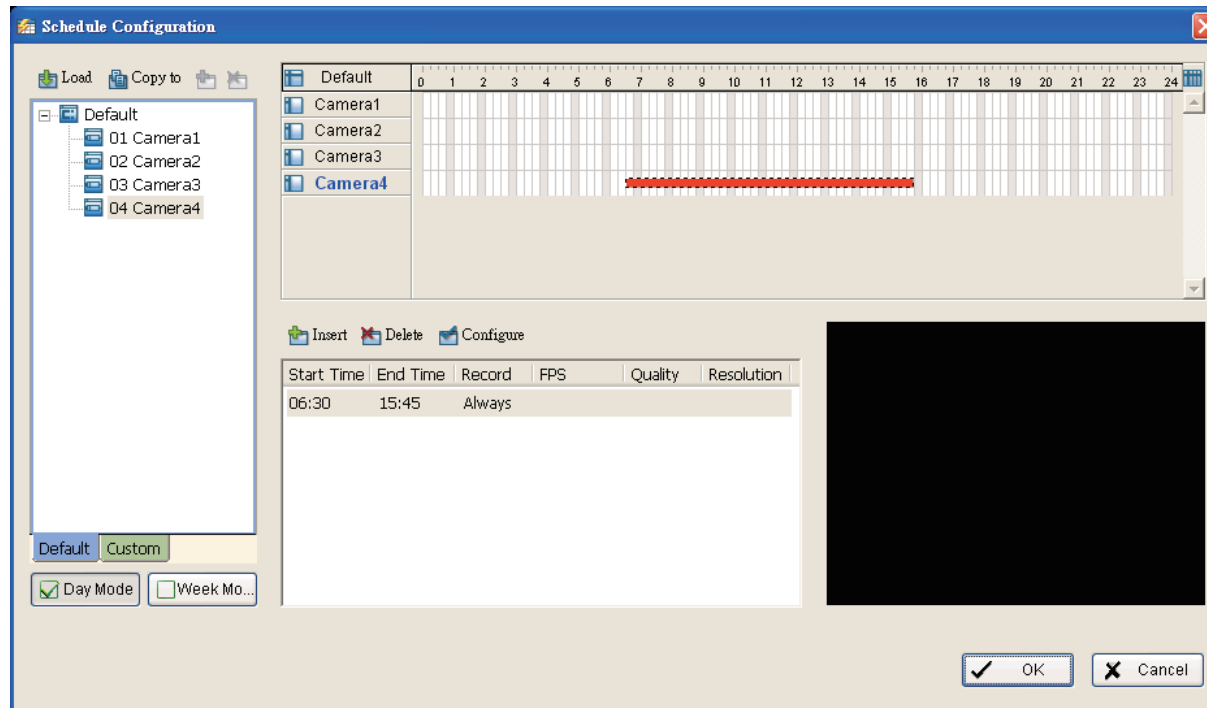 Schedule Configuration
Load Copy to
Default
01 Camera1
02 Camera2
03 Camera3
04 Camera4
Default Custom
Day Mode Week Mo...
Default 0 1 2 3 4 5 6 7 8 9 10 11 12 13 14 15 16 17 18 19 20 21 22 23 24
Camera1
Camera2
Camera3
Camera4
Insert Delete Configure
Start Time End Time Record FPS Quality Resolution
06:30 15:45 Always
OK Cancel